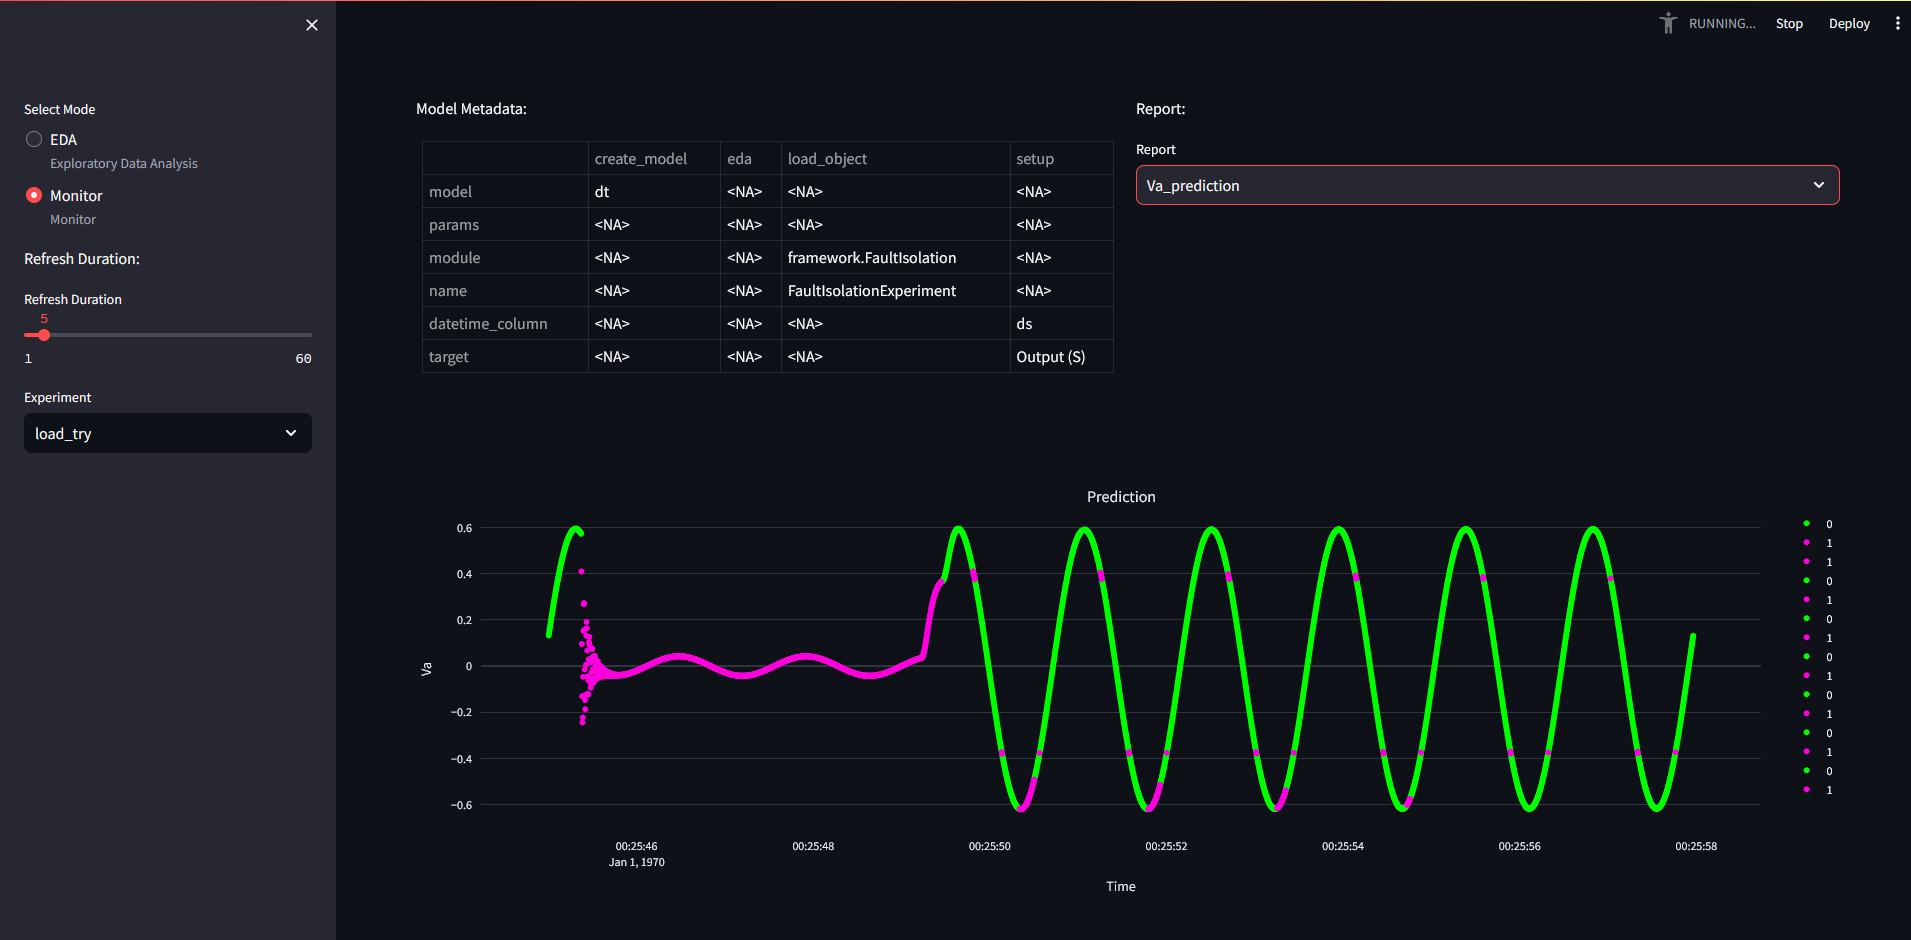 RUNNING...
Stop
Deploy
Select Mode
EDA
Exploratory Data Analysis
Monitor
Monitor
Refresh Duration:
Refresh Duration
5
1 60
Experiment
load_try
Model Metadata:
create_model eda load_object setup
model dt <NA> <NA> <NA>
params <NA> <NA> <NA> <NA>
module <NA> <NA> framework.FaultIsolation <NA>
name <NA> <NA> FaultIsolationExperiment <NA>
datetime_column <NA> <NA> <NA> ds
target <NA> <NA> <NA> Output (S)
Report:
Report
Va_prediction
Prediction
0.6
0.4
0.2
0
−0.2
−0.4
−0.6
Va
00:25:46 00:25:48 00:25:50 00:25:52 00:25:54 00:25:56 00:25:58
Jan 1, 1970
Time
0
1
1
0
1
0
1
0
1
0
1
0
1
0
1